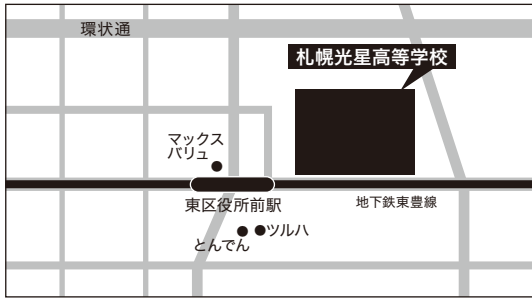 環状通
札幌光星高等学校
マックス
バリュ
東区役所前駅
地下鉄東豊線
ツルハ
とんでん